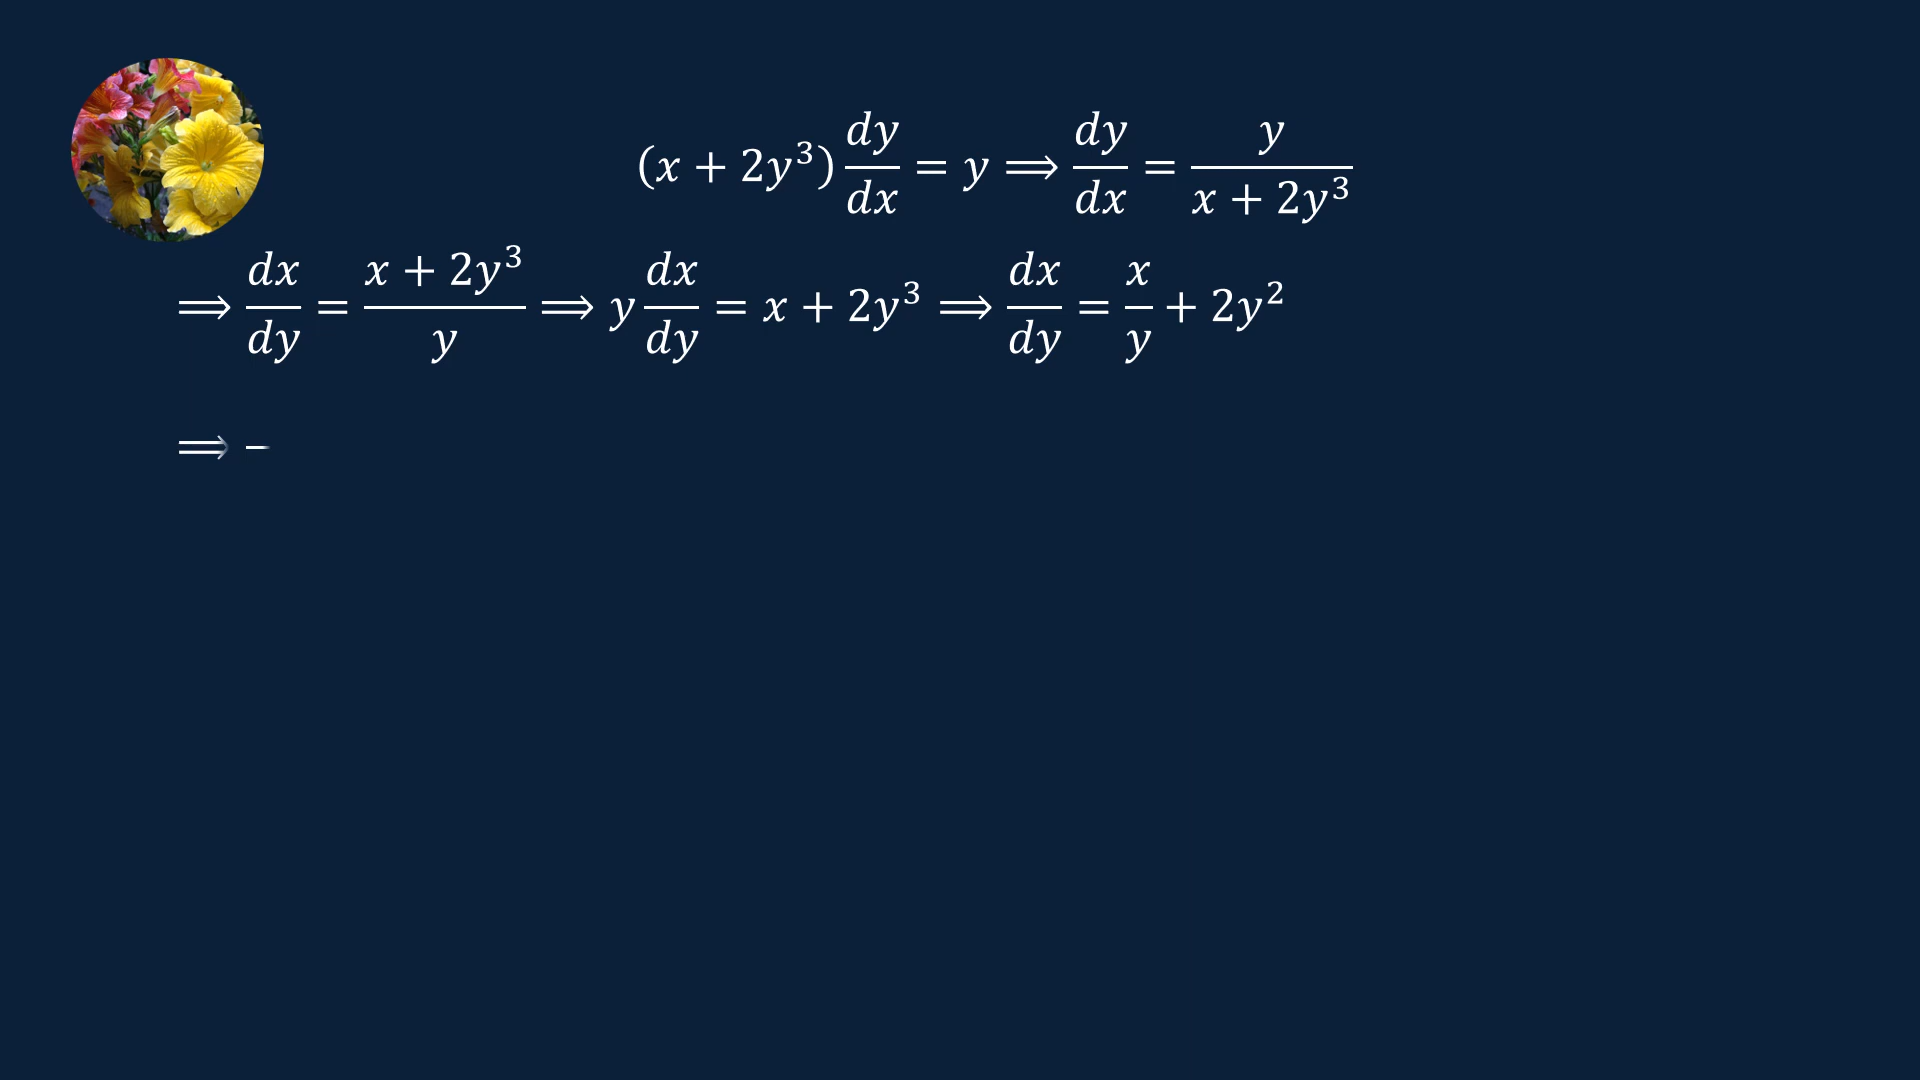 (x + 2y³) dy/dx = y ⟹ dy/dx = y/(x + 2y³)
⟹ dx/dy = (x + 2y³)/y ⟹ y dx/dy = x + 2y³ ⟹ dx/dy = x/y + 2y²
⟹